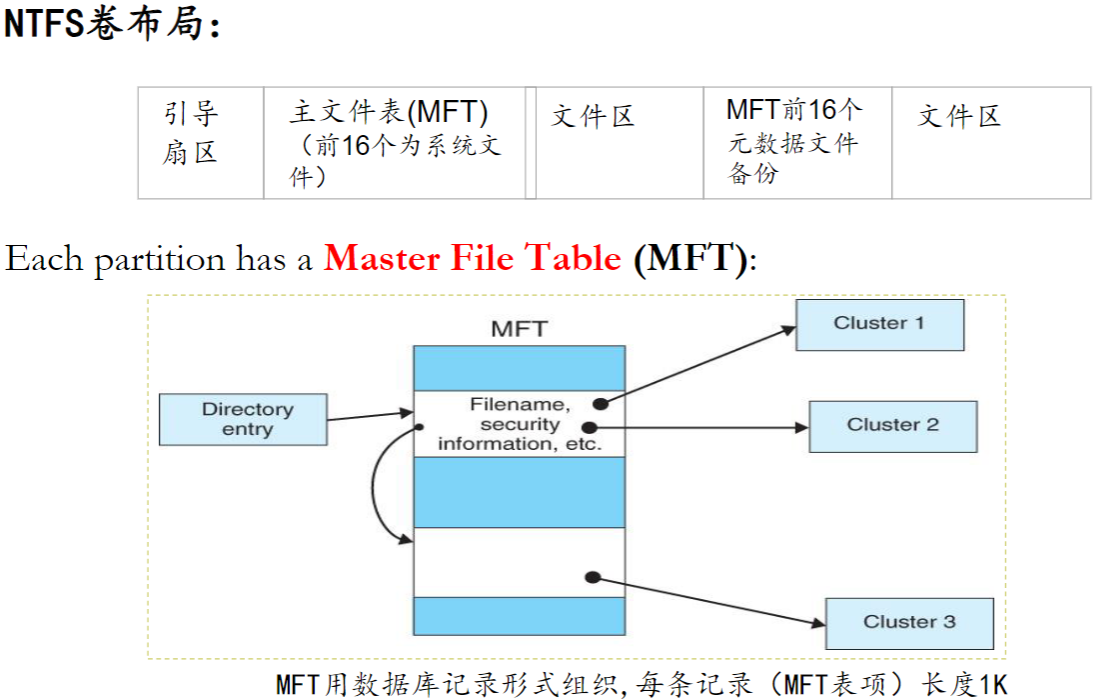 NTFS卷布局:
引导
扇区
主文件表(MFT)
（前16个为系统文
件）
文件区
MFT前16个
元数据文件
备份
文件区
Each partition has a Master File Table (MFT):
MFT
Cluster 1
Directory
entry
Filename,
security
information, etc.
Cluster 2
Cluster 3
MFT用数据库记录形式组织,每条记录（MFT表项）长度1K